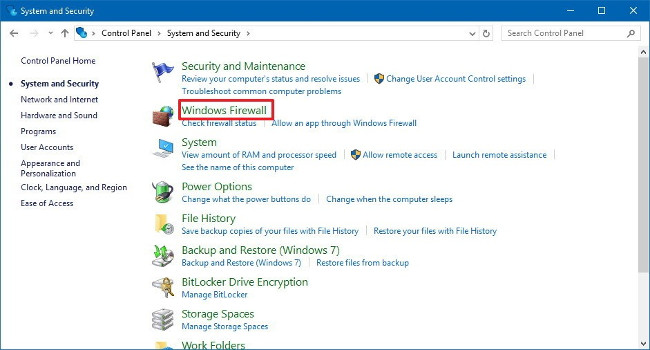 System and Security
Control Panel > System and Security >
Search Control Panel
Control Panel Home
System and Security
Network and Internet
Hardware and Sound
Programs
User Accounts
Appearance and
Personalization
Clock, Language, and Region
Ease of Access
Security and Maintenance
Review your computer's status and resolve issues | Change User Account Control settings |
Troubleshoot common computer problems
Windows Firewall
Check firewall status | Allow an app through Windows Firewall
System
View amount of RAM and processor speed | Allow remote access | Launch remote assistance |
See the name of this computer
Power Options
Change what the power buttons do | Change when the computer sleeps
File History
Save backup copies of your files with File History | Restore your files with File History
Backup and Restore (Windows 7)
Backup and Restore (Windows 7) | Restore files from backup
BitLocker Drive Encryption
Manage BitLocker
Storage Spaces
Manage Storage Spaces
Work Folders